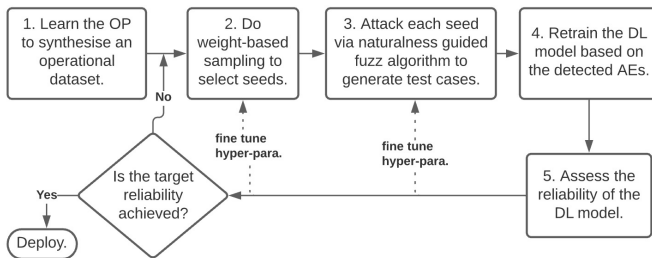 1. Learn the OP
to synthesise an
operational
dataset.
2. Do
weight-based
sampling to
select seeds.
3. Attack each seed
via naturalness guided
fuzz algorithm to
generate test cases.
4. Retrain the DL
model based on
the detected AEs.
No
fine tune
hyper-para.
fine tune
hyper-para.
Is the target
reliability
achieved?
5. Assess the
reliability of the
DL model.
Yes
Deploy.